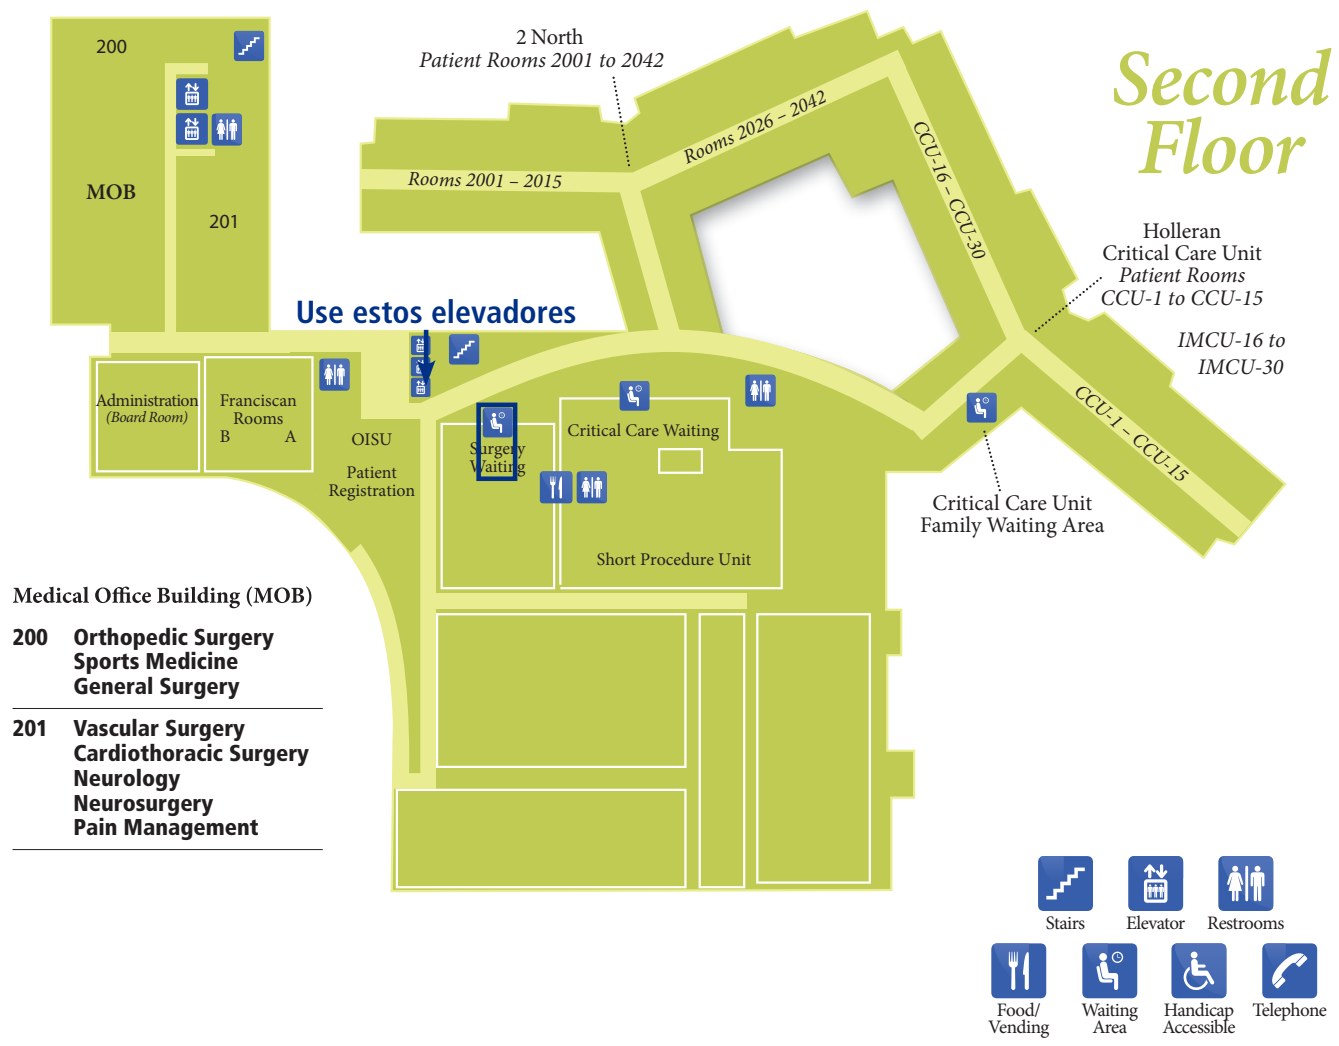 Second
Floor
200
MOB
201
2 North
Patient Rooms 2001 to 2042
Rooms 2001 – 2015
Rooms 2026 – 2042
CCU-16 – CCU-30
Holleran
Critical Care Unit
Patient Rooms
CCU-1 to CCU-15
IMCU-16 to
IMCU-30
CCU-1 – CCU-15
Use estos elevadores
Administration
(Board Room)
Franciscan
Rooms
B A
OISU
Patient
Registration
Surgery
Waiting
Critical Care Waiting
Short Procedure Unit
Critical Care Unit
Family Waiting Area
Medical Office Building (MOB)
200 Orthopedic Surgery
Sports Medicine
General Surgery
201 Vascular Surgery
Cardiothoracic Surgery
Neurology
Neurosurgery
Pain Management
Stairs
Elevator
Restrooms
Food/
Vending
Waiting
Area
Handicap
Accessible
Telephone